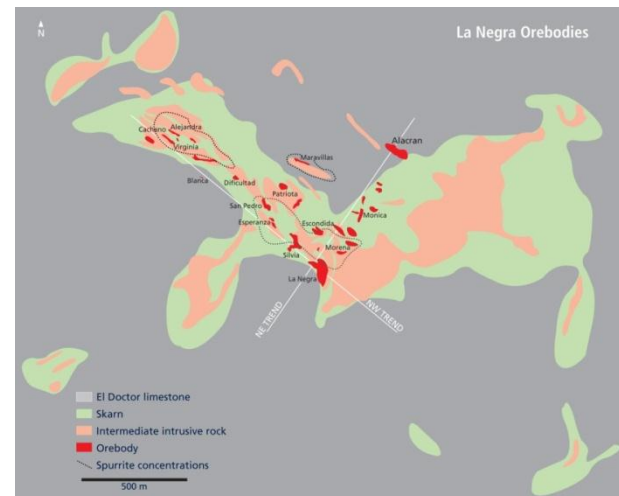 N
La Negra Orebodies
Alejandra
Cachano
Virginia
Alacran
Maravillas
Blanca
Dificultad
Patriota
San Pedro
Monica
Escondida
Esperanza
Morena
Silvia
La Negra
NE TREND
NW TREND
El Doctor limestone
Skarn
Intermediate intrusive rock
Orebody
Spurrite concentrations
500 m